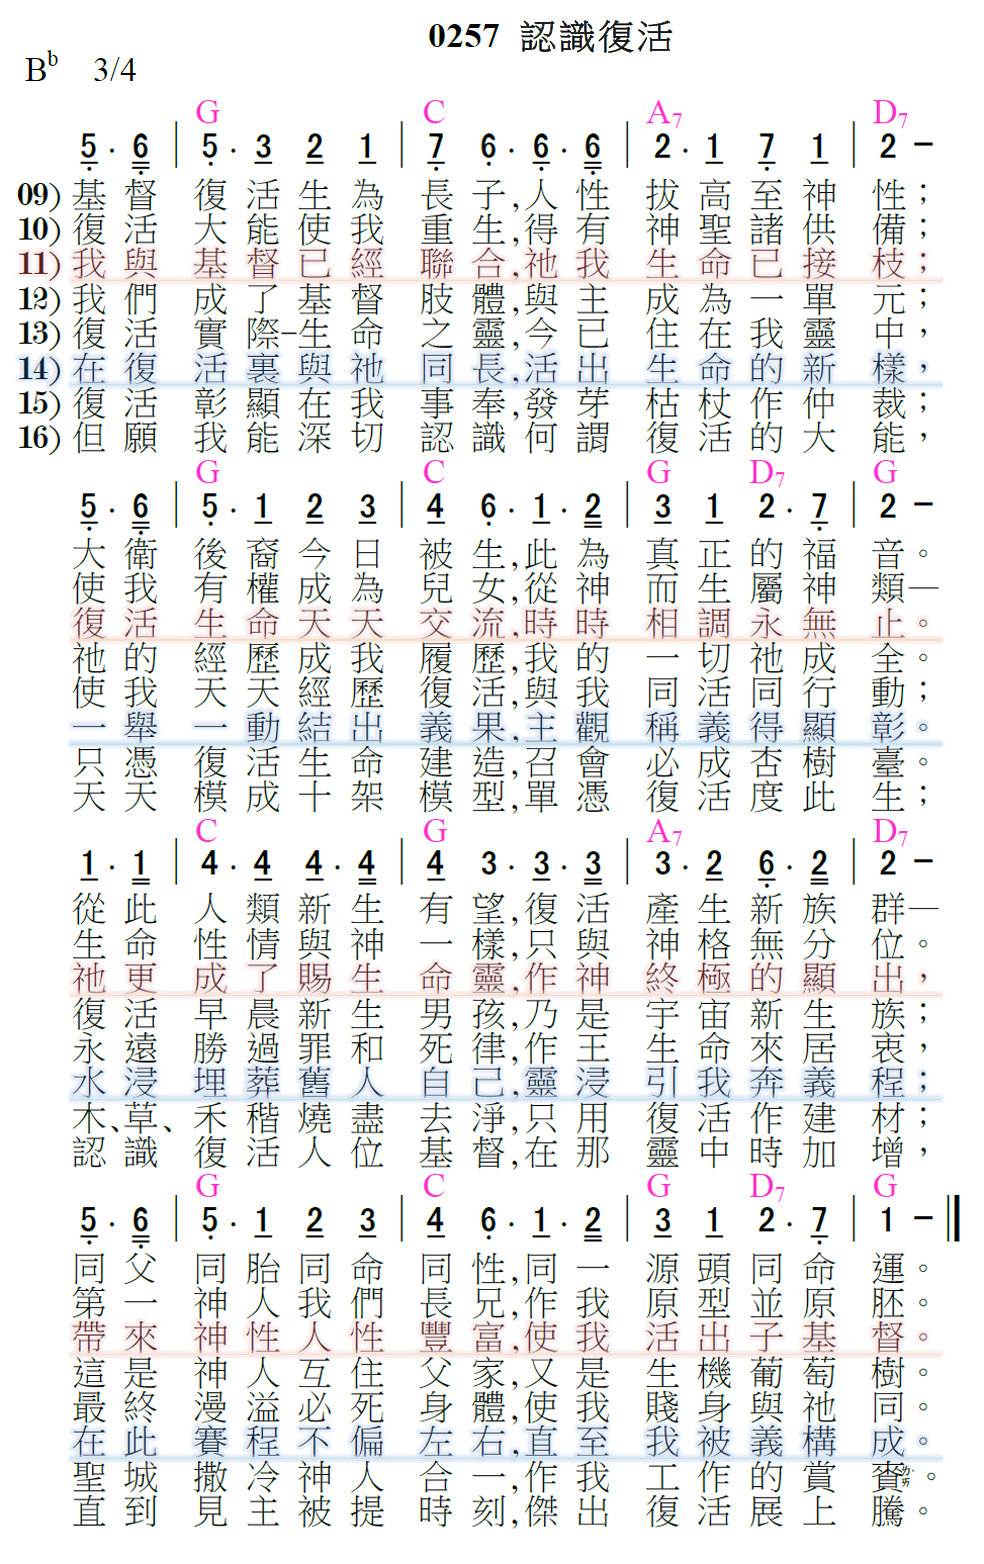 0257 認識復活
B♭ 3/4
G C A7 D7
5 · 6 | 5 · 3 2 1 | 7 6 · 6 · 6 | 2 · 1 7 1 | 2 －
09) 基督復活生為長子,人性拔高至神性；
10) 復活大能使我重生,得有神聖諸供備；
11) 我與基督已經聯合,祂我生命已接枝；
12) 我們成了基督肢體,與主成為一單元；
13) 復活實際–生命之靈,今已住在我靈中，
14) 在復活裏與祂同長,活出生命的新樣，
15) 復活彰顯在我事奉,發芽枯杖作仲裁；
16) 但願我能深切認識何謂復活的大能，
G C G D7 G
5 · 6 | 5 · 1 2 3 | 4 6 · 1 · 2 | 3 1 2 · 7 | 2 －
大衛後裔今日被生,此為真正的福音。
使我有權成為兒女,從神而生屬神類—
復活生命天天交流,時時相調永無止。
祂的經歷成我履歷,我的一切祂成全。
使我天天經歷復活,與我同活同行動；
一舉一動結出義果,主觀稱義得顯彰。
只憑復活生命建造,召會必成杏樹臺。
天天模成十架模型,單憑復活度此生；
C G A7 D7
1 · 1 | 4 · 4 4 · 4 | 4 3 · 3 · 3 | 3 · 2 6 · 2 | 2 －
從此人類新生有望,復活產生新族群—
生命性情與神一樣,只與神格無分位。
祂更成了賜生命靈,作神終極的顯出，
復活早晨新生男孩,乃是宇宙新生族；
永遠勝過罪和死律,作王生命來居衷，
水浸埋葬舊人自己,靈浸引我奔義程；
木、草、禾稭燒盡去淨,只用復活作建材；
認識復活人位基督,在那靈中時加增，
G C G D7 G
5 · 6 | 5 · 1 2 3 | 4 6 · 1 · 2 | 3 1 2 · 7 | 1 －
同父同胎同命同性,同一源頭同命運。
第一神人我們長兄,作我原型並原胚。
帶來神性人性豐富,使我活出子基督。
這是神人互住父家,又是生機葡萄樹。
最終漫溢必死身體,使我賤身與祂同。
在此賽程不偏左右,直至我被義構成。
聖城撒冷神人合一,作我工作的賞賚ㄌㄞ。
直到見主被提時刻,傑出復活展上騰。